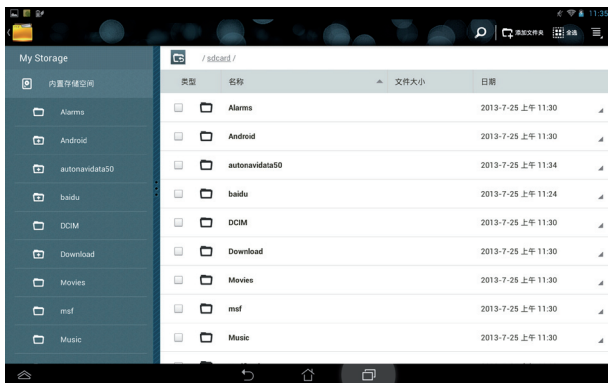 11:35
添加文件夹 全选
My Storage
/ sdcard /
内置存储空间
类型 名称 文件大小 日期
Alarms
Android
autonavidata50
baidu
DCIM
Download
Movies
msf
Music
Alarms 2013-7-25 上午 11:30
Android 2013-7-25 上午 11:30
autonavidata50 2013-7-25 上午 11:34
baidu 2013-7-25 上午 11:24
DCIM 2013-7-25 上午 11:30
Download 2013-7-25 上午 11:30
Movies 2013-7-25 上午 11:30
msf 2013-7-25 上午 11:30
Music 2013-7-25 上午 11:30